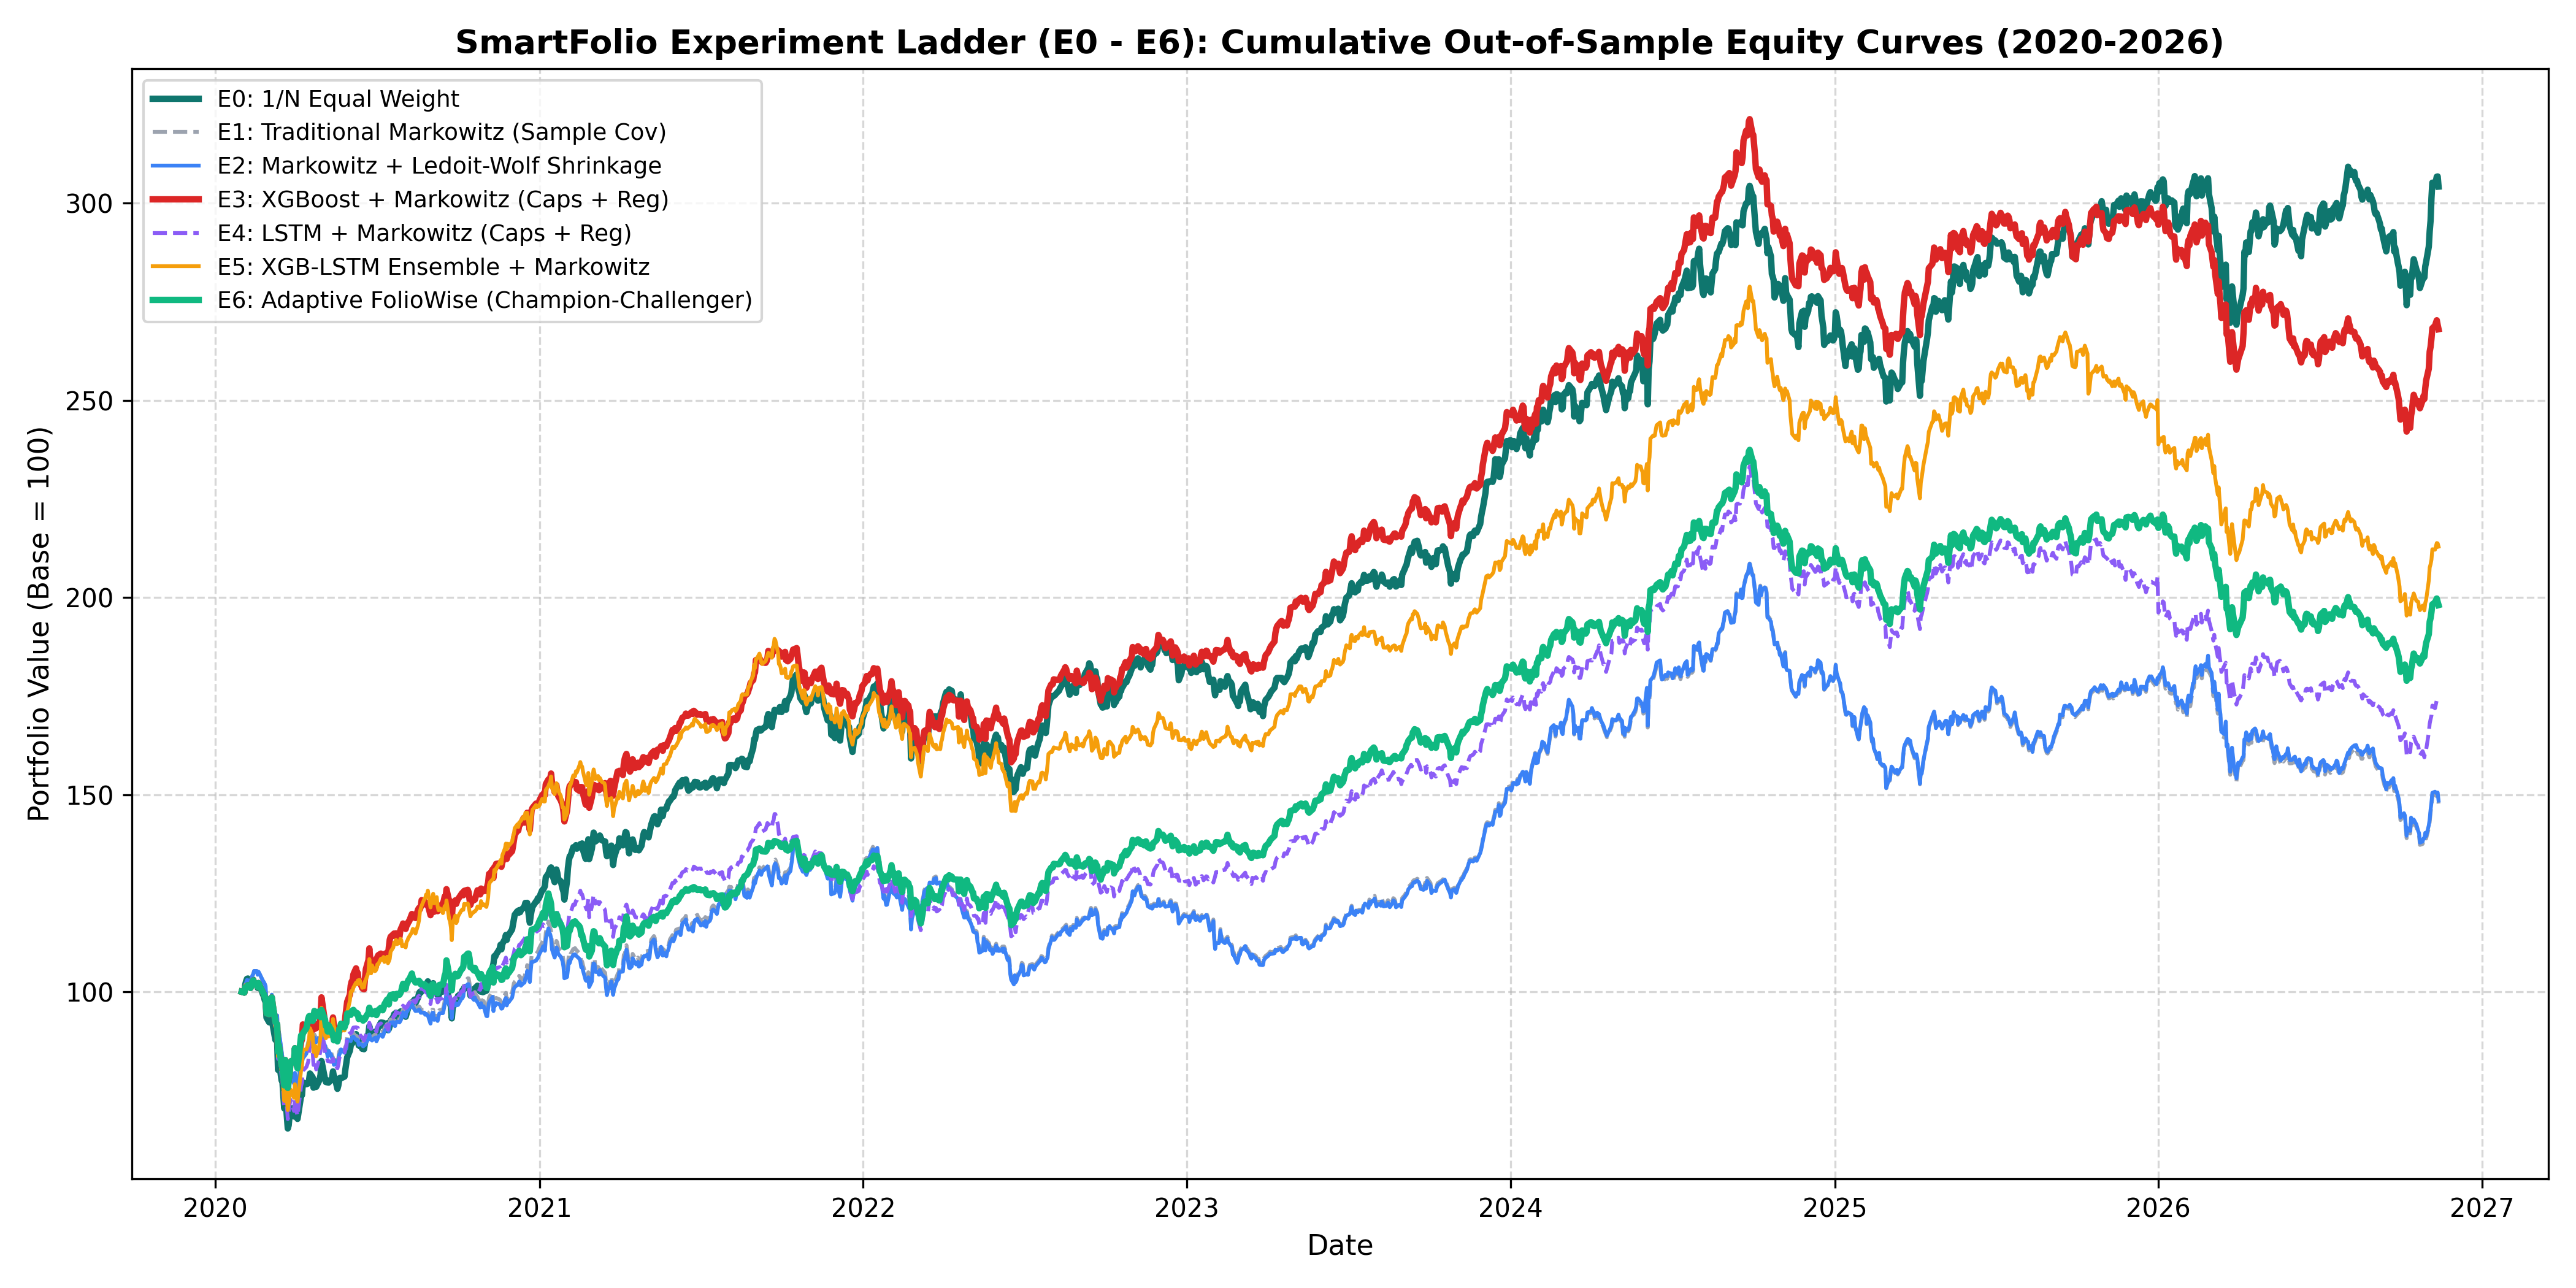 SmartFolio Experiment Ladder (E0 - E6): Cumulative Out-of-Sample Equity Curves (2020-2026)
E0: 1/N Equal Weight
E1: Traditional Markowitz (Sample Cov)
E2: Markowitz + Ledoit-Wolf Shrinkage
E3: XGBoost + Markowitz (Caps + Reg)
E4: LSTM + Markowitz (Caps + Reg)
E5: XGB-LSTM Ensemble + Markowitz
E6: Adaptive FolioWise (Champion-Challenger)
Portfolio Value (Base = 100)
300
250
200
150
100
2020 2021 2022 2023 2024 2025 2026 2027
Date